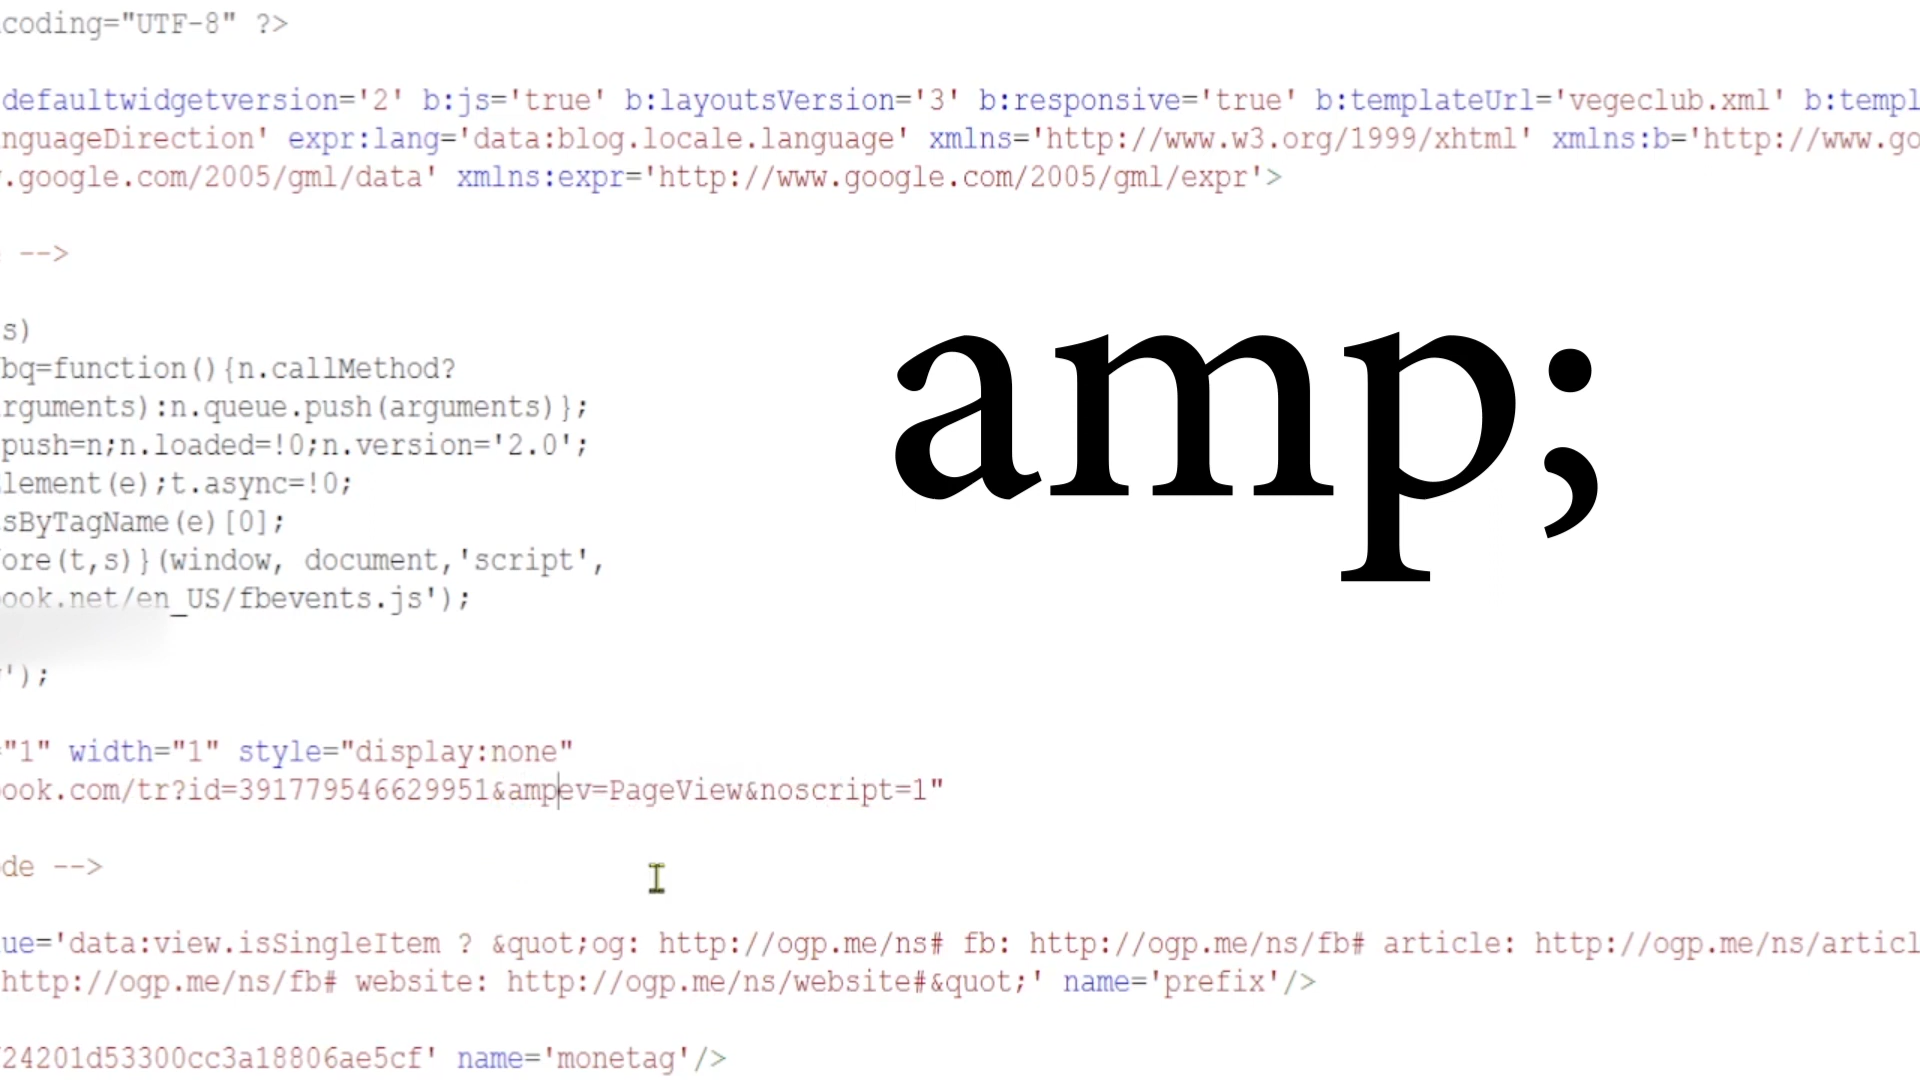 coding="UTF-8" ?>
defaultwidgetversion='2' b:js='true' b:layoutsVersion='3' b:responsive='true' b:templateUrl='vegeclub.xml' b:templ
nguageDirection' expr:lang='data:blog.locale.language' xmlns='http://www.w3.org/1999/xhtml' xmlns:b='http://www.go
.google.com/2005/gml/data' xmlns:expr='http://www.google.com/2005/gml/expr'>
-->
s)
bq=function(){n.callMethod?
rguments):n.queue.push(arguments)};
push=n;n.loaded=!0;n.version='2.0';
lement(e);t.async=!0;
sByTagName(e)[0];
ore(t,s)}(window, document,'script',
ook.net/en_US/fbevents.js');
');
amp;
="1" width="1" style="display:none"
ook.com/tr?id=391779546629951&ampev=PageView&noscript=1"
de -->
ue='data:view.isSingleItem ? &quot;og: http://ogp.me/ns# fb: http://ogp.me/ns/fb# article: http://ogp.me/ns/articl
http://ogp.me/ns/fb# website: http://ogp.me/ns/website#&quot;' name='prefix'/>
24201d53300cc3a18806ae5cf' name='monetag'/>